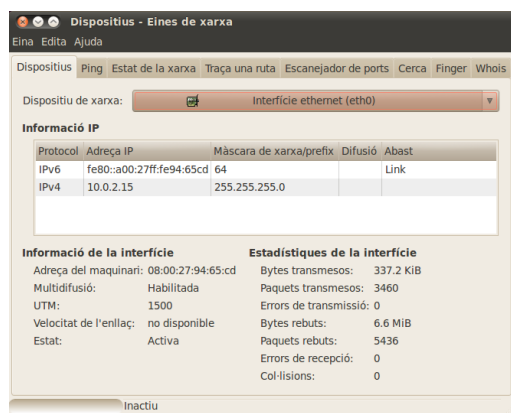 Dispositius - Eines de xarxa
Eina Edita Ajuda
Dispositius Ping Estat de la xarxa Traça una ruta Escanejador de ports Cerca Finger Whois
Dispositiu de xarxa: Interfície ethernet (eth0)
Informació IP
Protocol Adreça IP Màscara de xarxa/prefix Difusió Abast
IPv6 fe80::a00:27ff:fe94:65cd 64 Link
IPv4 10.0.2.15 255.255.255.0
Informació de la interfície Estadístiques de la interfície
Adreça del maquinari: 08:00:27:94:65:cd Bytes transmesos: 337.2 KiB
Multidifusió: Habilitada Paquets transmesos: 3460
UTM: 1500 Errors de transmissió: 0
Velocitat de l'enllaç: no disponible Bytes rebuts: 6.6 MiB
Estat: Activa Paquets rebuts: 5436
Errors de recepció: 0
Col·lisions: 0
Inactiu